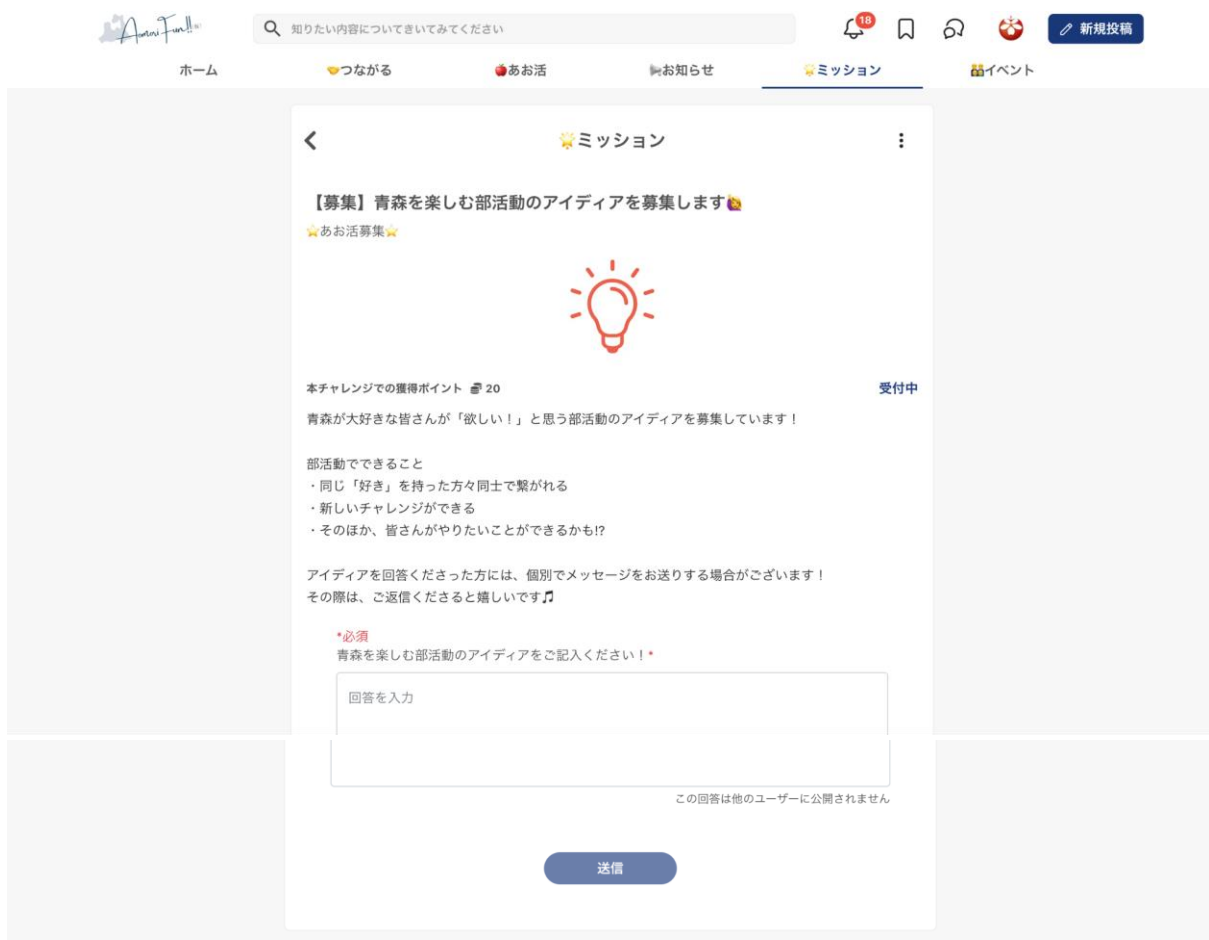 Aomori Fun!!
知りたい内容についてきいてみてください
18
新規投稿
ホーム
つながる
あお活
お知らせ
ミッション
イベント
ミッション
【募集】青森を楽しむ部活動のアイディアを募集します
あお活募集
本チャレンジでの獲得ポイント 20
受付中
青森が大好きな皆さんが「欲しい！」と思う部活動のアイディアを募集しています！
部活動でできること
・同じ「好き」を持った方々同士で繋がれる
・新しいチャレンジができる
・そのほか、皆さんがやりたいことができるかも!?
アイディアを回答くださった方には、個別でメッセージをお送りする場合がございます！
その際は、ご返信くださると嬉しいです🎵
*必須
青森を楽しむ部活動のアイディアをご記入ください！*
回答を入力
この回答は他のユーザーに公開されません
送信